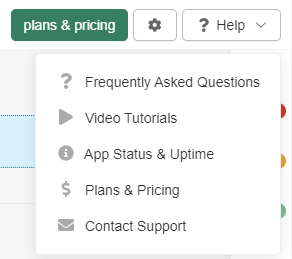 plans & pricing
? Help
Frequently Asked Questions
Video Tutorials
App Status & Uptime
Plans & Pricing
Contact Support